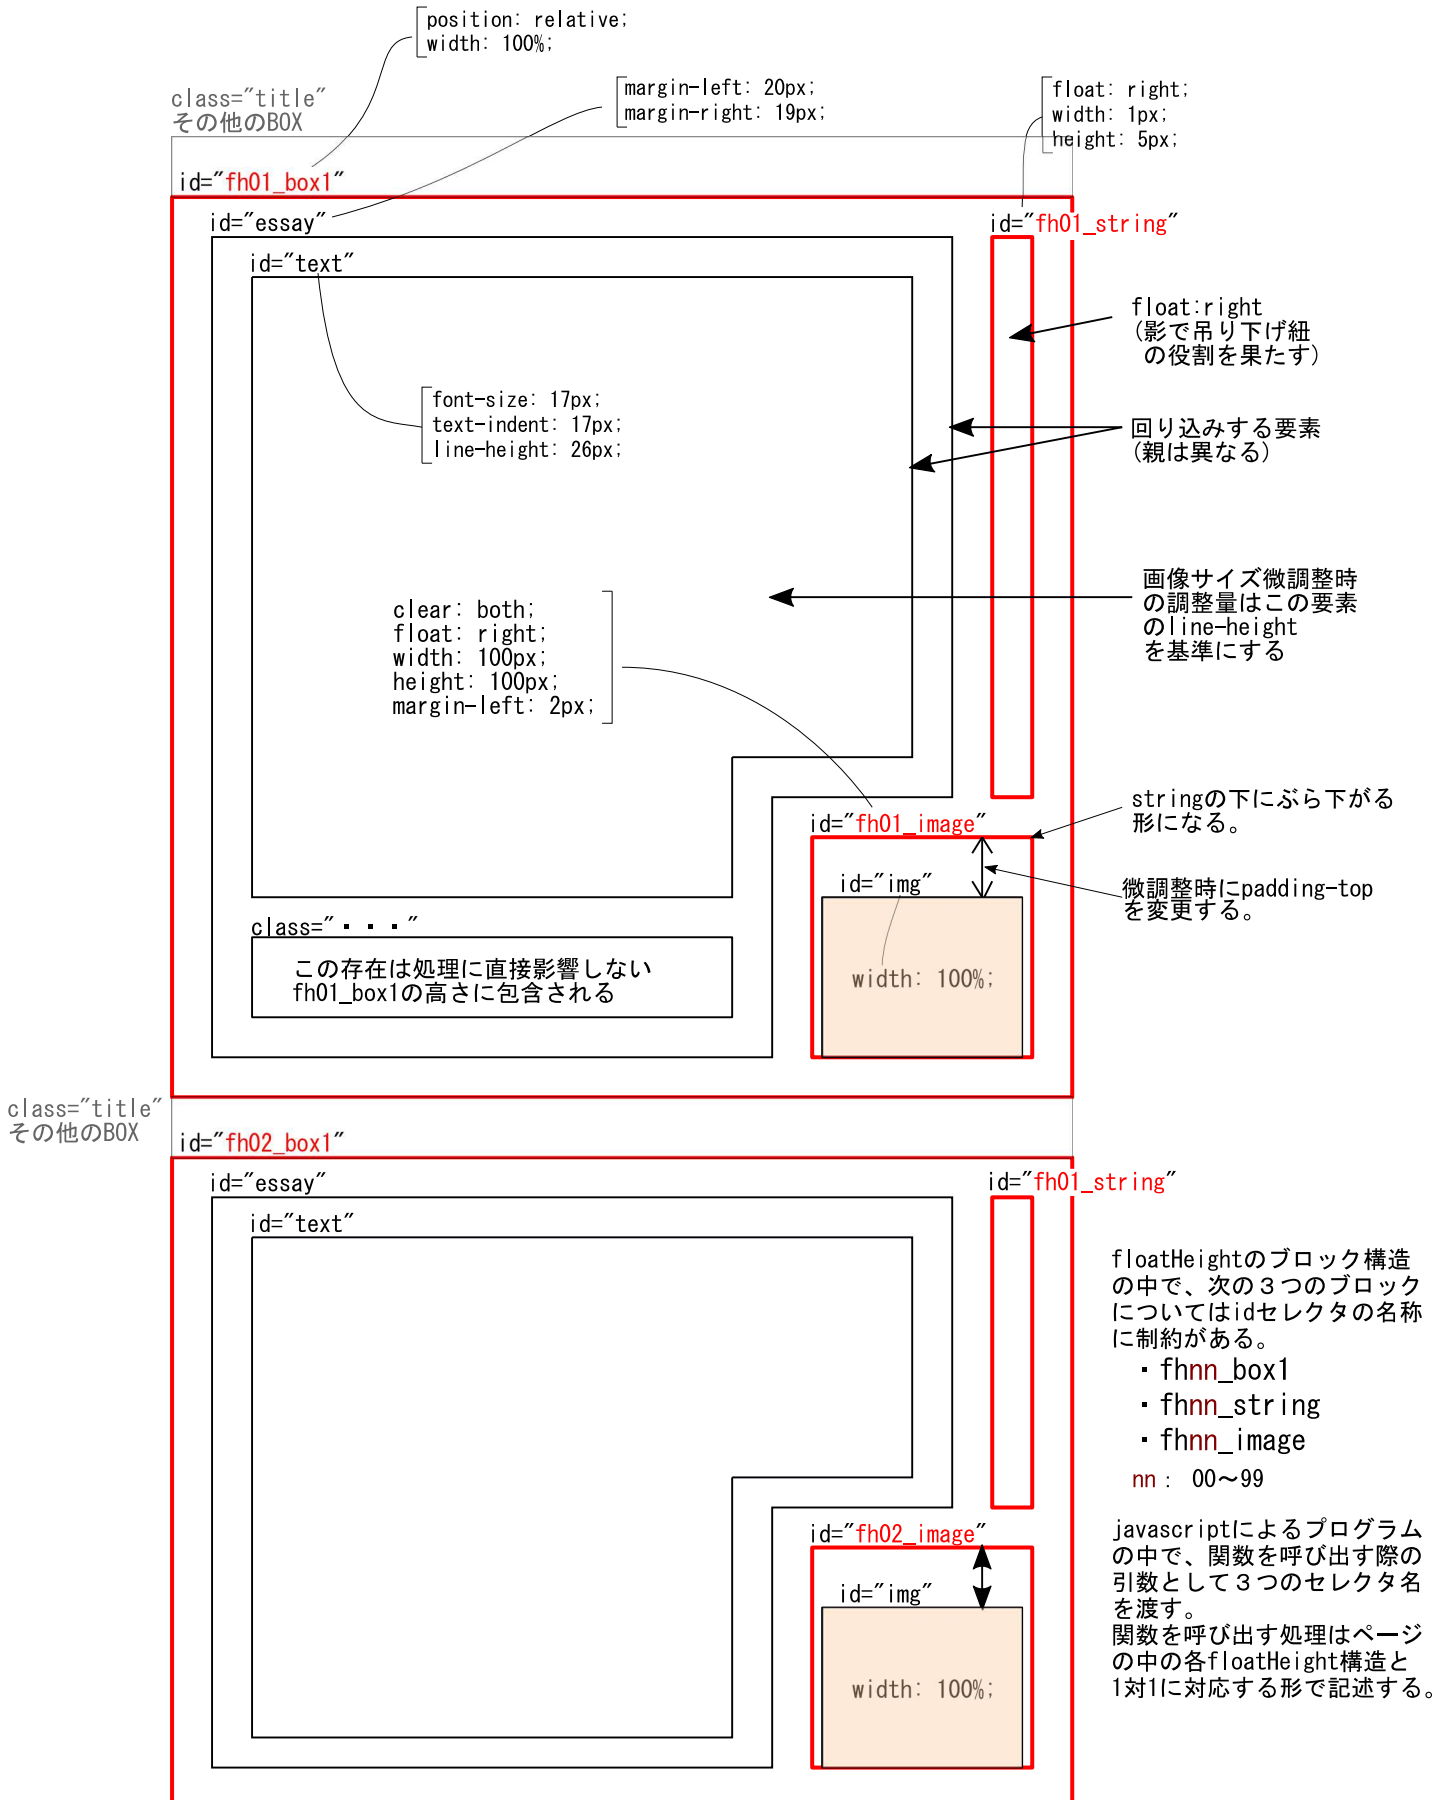 position: relative;
width: 100%;
margin-left: 20px;
margin-right: 19px;
float: right;
width: 1px;
height: 5px;
class="title"
その他のBOX
id="fh01_box1"
id="essay"
id="fh01_string"
id="text"
float:right
(影で吊り下げ紐
の役割を果たす)
font-size: 17px;
text-indent: 17px;
line-height: 26px;
回り込みする要素
(親は異なる)
画像サイズ微調整時
の調整量はこの要素
のline-height
を基準にする
clear: both;
float: right;
width: 100px;
height: 100px;
margin-left: 2px;
stringの下にぶら下がる
形になる。
id="fh01_image"
id="img"
微調整時にpadding-top
を変更する。
class="・・・"
この存在は処理に直接影響しない
fh01_box1の高さに包含される
width: 100%;
class="title"
その他のBOX
id="fh02_box1"
id="essay"
id="fh01_string"
id="text"
floatHeightのブロック構造
の中で、次の３つのブロック
についてはidセレクタの名称
に制約がある。
・fhnn_box1
・fhnn_string
・fhnn_image
nn： 00～99
javascriptによるプログラム
の中で、関数を呼び出す際の
引数として３つのセレクタ名
を渡す。
関数を呼び出す処理はページ
の中の各floatHeight構造と
1対1に対応する形で記述する。
id="fh02_image"
id="img"
width: 100%;